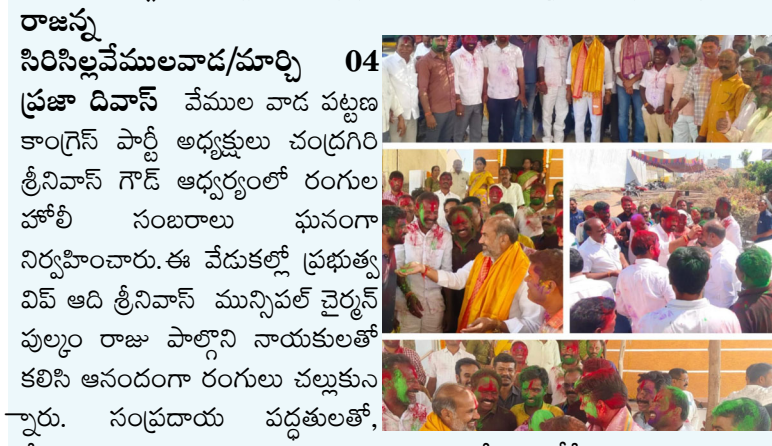 రాజన్న
సిరిసిల్లవేములవాడ/మార్చి 04
ప్రజా దివాస్ వేముల వాడ పట్టణ
కాంగ్రెస్ పార్టీ అధ్యక్షులు చంద్రగిరి
శ్రీనివాస్ గౌడ్ ఆధ్వర్యంలో రంగుల
హోలీ సంబరాలు ఘనంగా
నిర్వహించారు.ఈ వేడుకల్లో ప్రభుత్వ
విప్ ఆది శ్రీనివాస్ మున్సిపల్ చైర్మన్
పుల్కం రాజు పాల్గొని నాయకులతో
కలిసి ఆనందంగా రంగులు చల్లుకున
్నారు. సంప్రదాయ పద్ధతులతో,